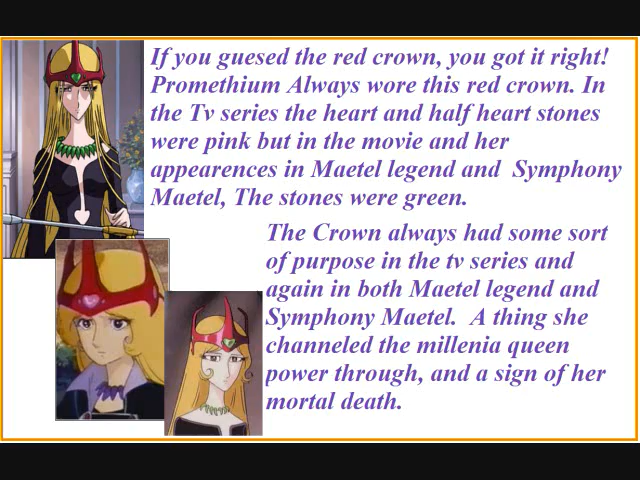 If you guesed the red crown, you got it right!
Promethium Always wore this red crown. In
the Tv series the heart and half heart stones
were pink but in the movie and her
appearences in Maetel legend and Symphony
Maetel, The stones were green.
The Crown always had some sort
of purpose in the tv series and
again in both Maetel legend and
Symphony Maetel. A thing she
channeled the millenia queen
power through, and a sign of her
mortal death.